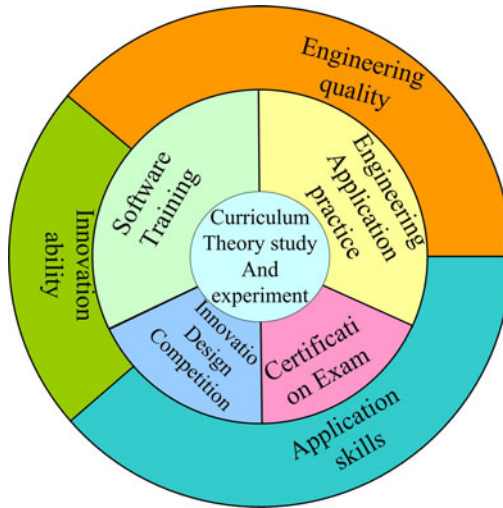 Engineering
quality
Innovation
ability
Application
skills
Software
Training
Engineering
Application
practice
Innovatio
Design
Competition
Certificati
on Exam
Curriculum
Theory study
And
experiment